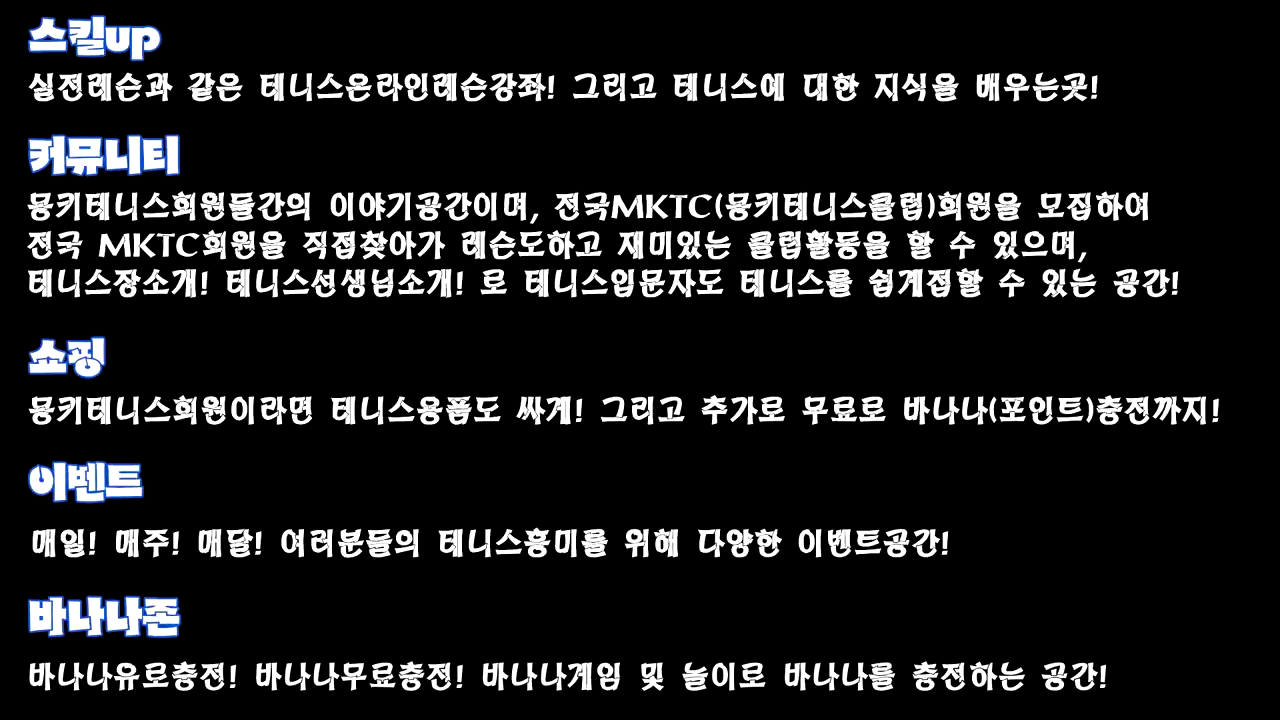 스킬up
실전레슨과 같은 테니스온라인레슨강좌! 그리고 테니스에 대한 지식을 배우는곳!
커뮤니티
몽키테니스회원들간의 이야기공간이며, 전국MKTC(몽키테니스클럽)회원을 모집하여
전국 MKTC회원을 직접찾아가 레슨도하고 재미있는 클럽활동을 할 수 있으며,
테니스장소개! 테니스선생님소개! 로 테니스입문자도 테니스를 쉽게접할 수 있는 공간!
쇼핑
몽키테니스회원이라면 테니스용품도 싸게! 그리고 추가로 무료로 바나나(포인트)충전까지!
이벤트
매일! 매주! 매달! 여러분들의 테니스흥미를 위해 다양한 이벤트공간!
바나나존
바나나유료충전! 바나나무료충전! 바나나게임 및 놀이로 바나나를 충전하는 공간!